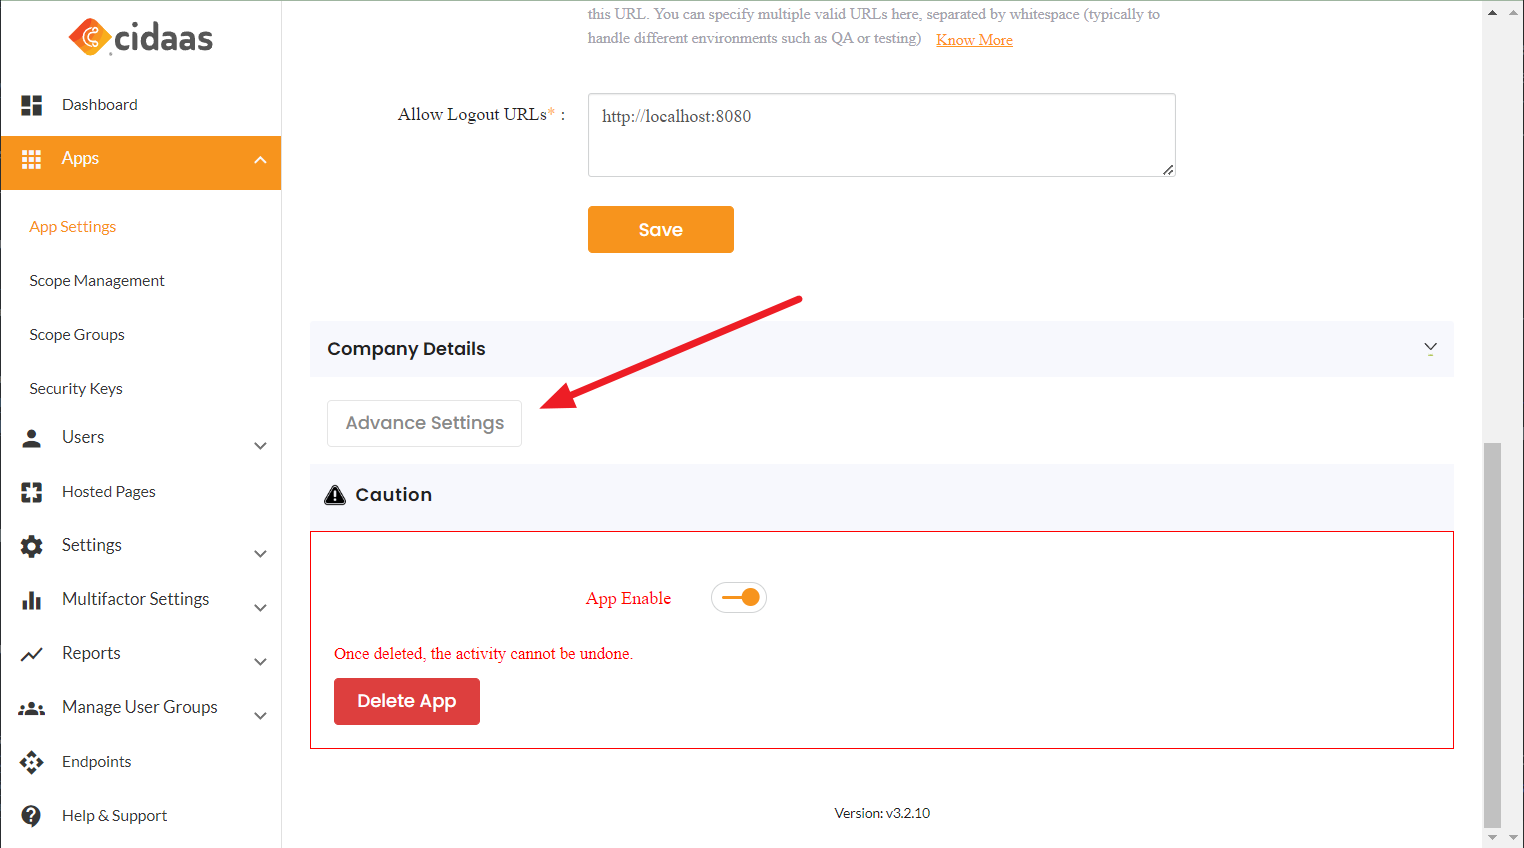 cidaas
Dashboard
Apps
App Settings
Scope Management
Scope Groups
Security Keys
Users
Hosted Pages
Settings
Multifactor Settings
Reports
Manage User Groups
Endpoints
Help & Support
this URL. You can specify multiple valid URLs here, separated by whitespace (typically to
handle different environments such as QA or testing) Know More
Allow Logout URLs* :
http://localhost:8080
Save
Company Details
Advance Settings
Caution
App Enable
Once deleted, the activity cannot be undone.
Delete App
Version: v3.2.10